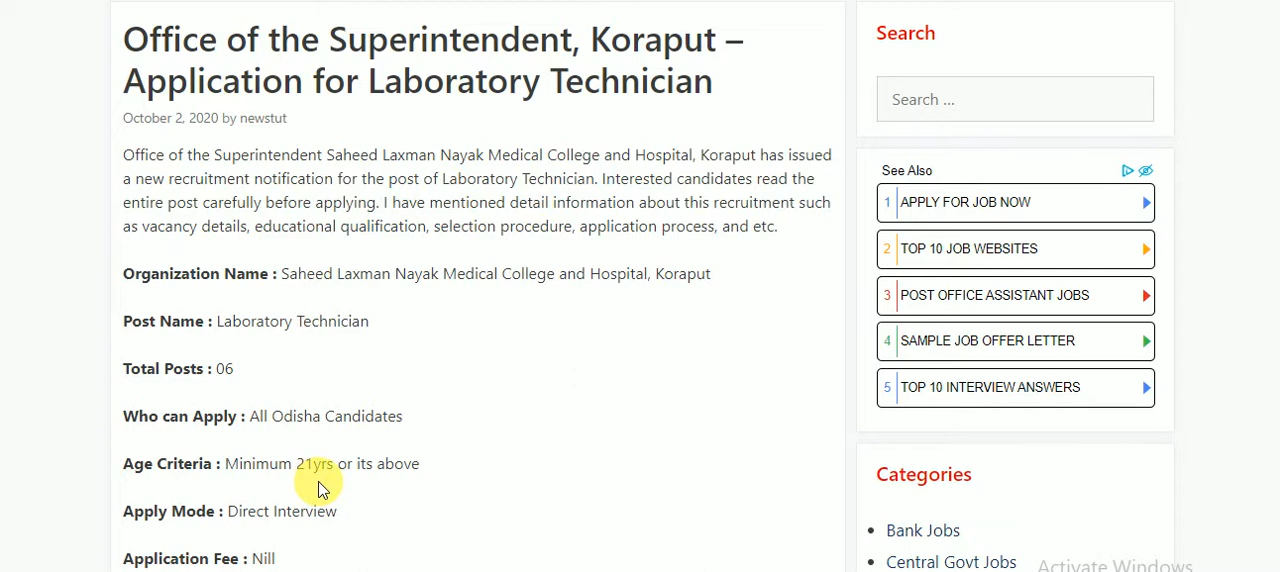 Office of the Superintendent, Koraput –
Application for Laboratory Technician
October 2, 2020 by newstut
Office of the Superintendent Saheed Laxman Nayak Medical College and Hospital, Koraput has issued
a new recruitment notification for the post of Laboratory Technician. Interested candidates read the
entire post carefully before applying. I have mentioned detail information about this recruitment such
as vacancy details, educational qualification, selection procedure, application process, and etc.
Organization Name : Saheed Laxman Nayak Medical College and Hospital, Koraput
Post Name : Laboratory Technician
Total Posts : 06
Who can Apply : All Odisha Candidates
Age Criteria : Minimum 21yrs or its above
Apply Mode : Direct Interview
Application Fee : Nill
Search
Search ...
See Also
1 APPLY FOR JOB NOW
2 TOP 10 JOB WEBSITES
3 POST OFFICE ASSISTANT JOBS
4 SAMPLE JOB OFFER LETTER
5 TOP 10 INTERVIEW ANSWERS
Categories
Bank Jobs
Central Govt Jobs
Activate Windows